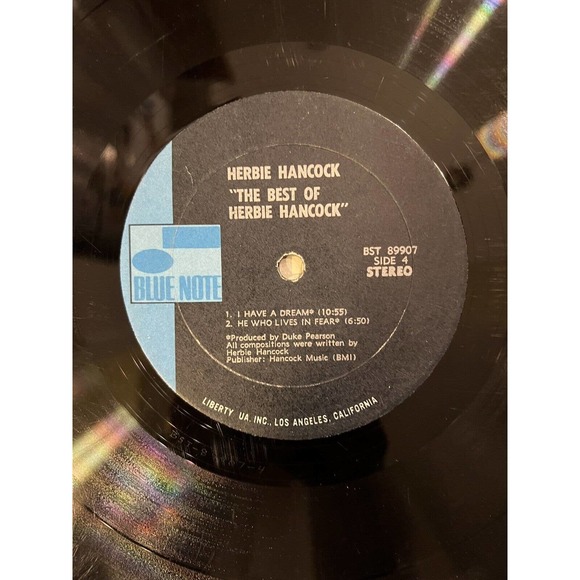 HERBIE HANCOCK
"THE BEST OF
HERBIE HANCOCK"
BST 89907
SIDE 4
STEREO
BLUE NOTE
1. I HAVE A DREAM* (10:55)
2. HE WHO LIVES IN FEAR* (6:50)
*Produced by Duke Pearson
All compositions were written by
Herbie Hancock
Publisher: Hancock Music (BMI)
LIBERTY UA, INC., LOS ANGELES, CALIFORNIA